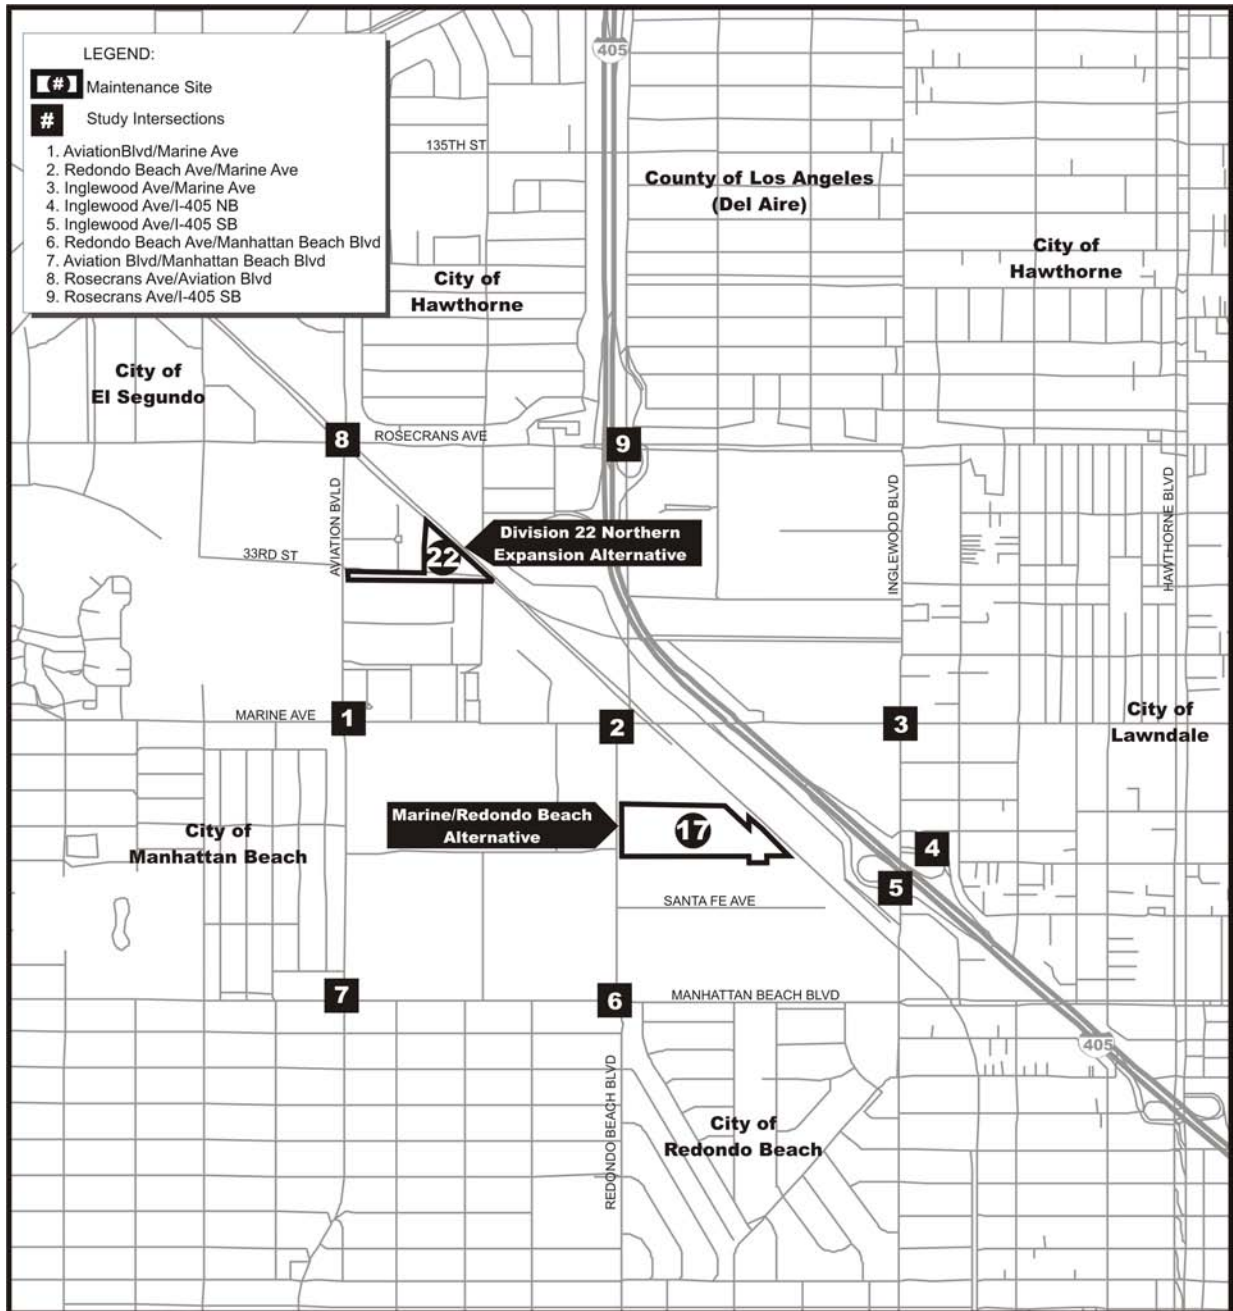 LEGEND:
(#) Maintenance Site
# Study Intersections
1. AviationBlvd/Marine Ave
2. Redondo Beach Ave/Marine Ave
3. Inglewood Ave/Marine Ave
4. Inglewood Ave/I-405 NB
5. Inglewood Ave/I-405 SB
6. Redondo Beach Ave/Manhattan Beach Blvd
7. Aviation Blvd/Manhattan Beach Blvd
8. Rosecrans Ave/Aviation Blvd
9. Rosecrans Ave/I-405 SB
405
135TH ST
County of Los Angeles
(Del Aire)
City of
Hawthorne
City of
Hawthorne
City of
El Segundo
8
ROSECRANS AVE
9
AVIATION BVLD
INGLEWOOD BLVD
HAWTHORNE BLVD
33RD ST
22
Division 22 Northern
Expansion Alternative
MARINE AVE
1
2
3
City of
Lawndale
Marine/Redondo Beach
Alternative
17
City of
Manhattan Beach
4
5
SANTA FE AVE
7
6
MANHATTAN BEACH BLVD
405
REDONDO BEACH BLVD
City of
Redondo Beach